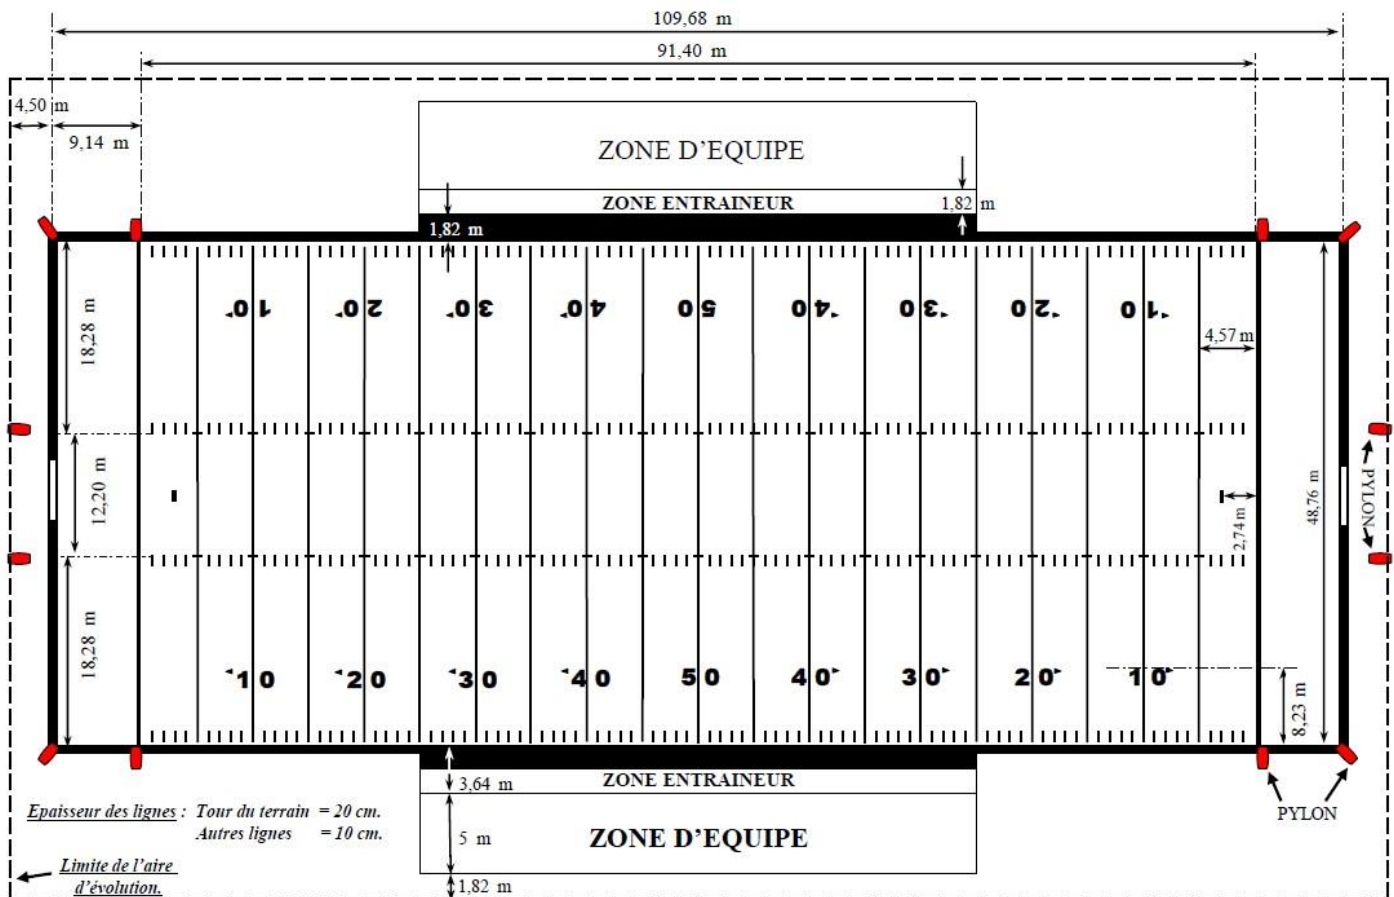 109,68 m
91,40 m
4,50 m
9,14 m
ZONE D'EQUIPE
ZONE ENTRAINEUR
1,82 m
1,82 m
10 20 30 40 50 40 30 20 10
18,28 m
4,57 m
12,20 m
2,74 m
48,76 m
PYLON
18,28 m
10 20 30 40 50 40 30 20 10
8,23 m
3,64 m
ZONE ENTRAINEUR
Epaisseur des lignes : Tour du terrain = 20 cm.
Autres lignes = 10 cm.
5 m
ZONE D'EQUIPE
PYLON
Limite de l'aire
d'évolution.
1,82 m